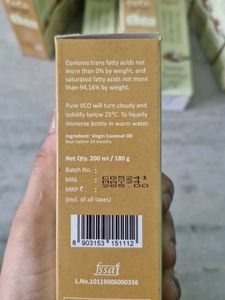 Contains trans fatty acids not
more than 0% by weight, and
saturated fatty acids not more
than 94.16% by weight.
Pure VCO will turn cloudy and
solidify below 25°C. To liquefy
immerse bottle in warm water.
Ingredient: Virgin Coconut Oil
Best before 24 months
Net Qty. 200 ml / 180 g
Batch No :
Mfd. :
MRP ₹ :
(Incl. of all taxes)
8 903153 151112
fssai
L.No.10119006000336